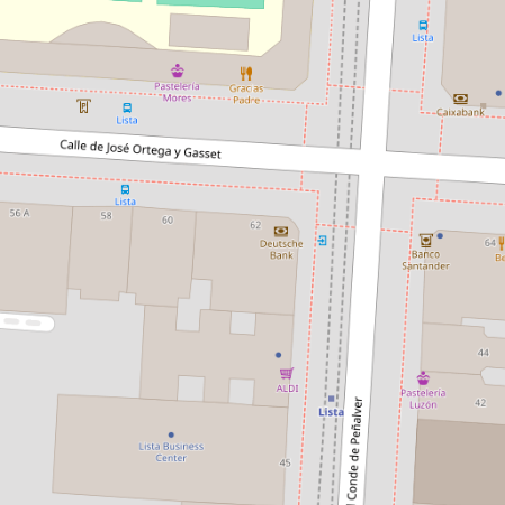 Lista
Pastelería
Mores
Gracias
Padre
Caixabank
Lista
Calle de José Ortega y Gasset
Lista
56 A
58
60
62
Deutsche
Bank
Banco
Santander
64
44
ALDI
Pastelería
Luzón
42
Lista
Conde de Peñalver
Lista Business
Center
45